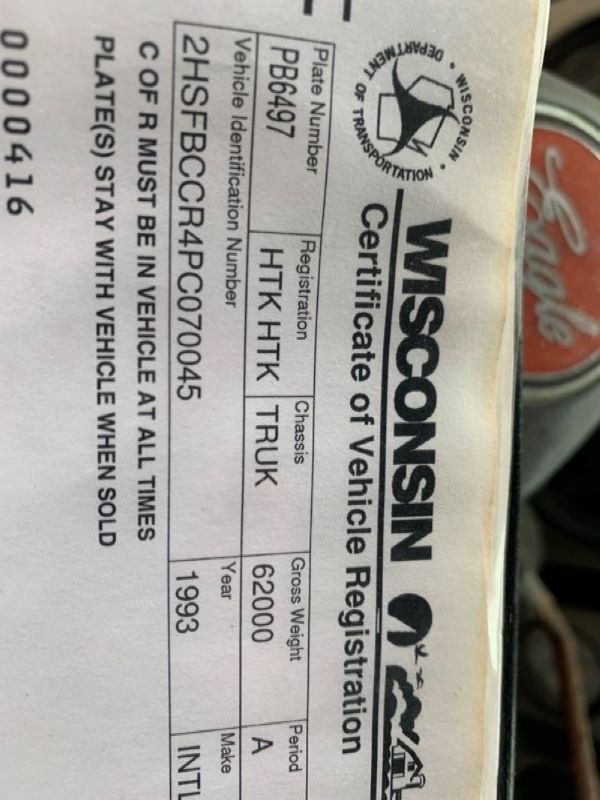 Eagle
DEPARTMENT OF TRANSPORTATION • WISCONSIN •
WISCONSIN
Certificate of Vehicle Registration
Plate Number Registration Chassis Gross Weight Period
PB6497 HTK HTK TRUK 62000 A
Vehicle Identification Number Year Make
2HSFBCCR4PC070045 1993 INTL
C OF R MUST BE IN VEHICLE AT ALL TIMES
PLATE(S) STAY WITH VEHICLE WHEN SOLD
0000416